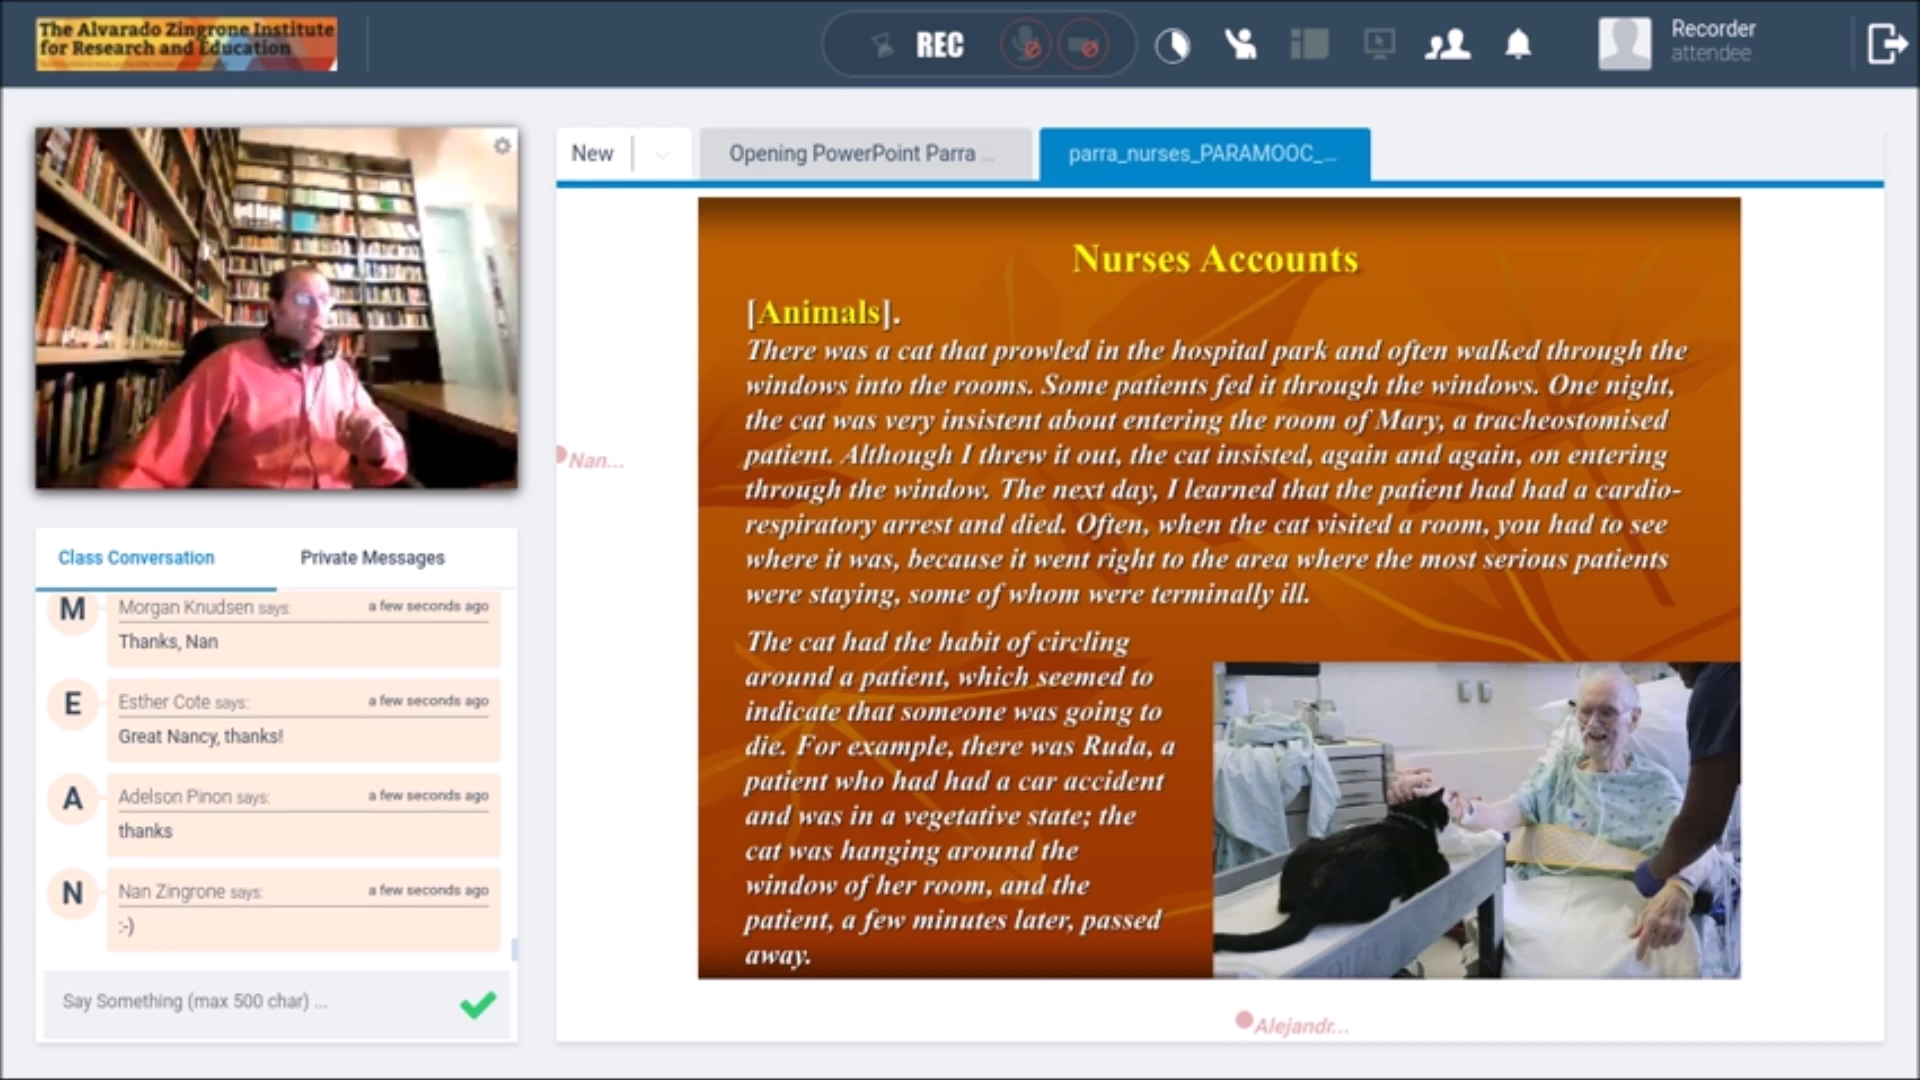 The Alvarado Zingrone Institute
for Research and Education
REC
Recorder
attendee
New
Opening PowerPoint Parra ...
parra_nurses_PARAMOOC_...
Nurses Accounts
[Animals].
There was a cat that prowled in the hospital park and often walked through the
windows into the rooms. Some patients fed it through the windows. One night,
the cat was very insistent about entering the room of Mary, a tracheostomised
patient. Although I threw it out, the cat insisted, again and again, on entering
through the window. The next day, I learned that the patient had had a cardio-
respiratory arrest and died. Often, when the cat visited a room, you had to see
where it was, because it went right to the area where the most serious patients
were staying, some of whom were terminally ill.
The cat had the habit of circling
around a patient, which seemed to
indicate that someone was going to
die. For example, there was Ruda, a
patient who had had a car accident
and was in a vegetative state; the
cat was hanging around the
window of her room, and the
patient, a few minutes later, passed
away.
Nan...
Alejandr...
Class Conversation
Private Messages
M
Morgan Knudsen says:
a few seconds ago
Thanks, Nan
E
Esther Cote says:
a few seconds ago
Great Nancy, thanks!
A
Adelson Pinon says:
a few seconds ago
thanks
N
Nan Zingrone says:
a few seconds ago
:-)
Say Something (max 500 char) ...